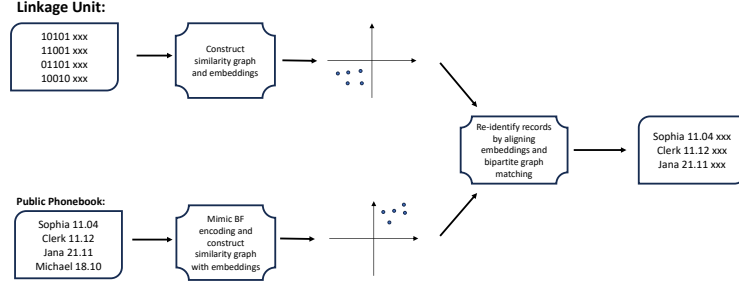 Linkage Unit:
10101 xxx
11001 xxx
01101 xxx
10010 xxx
Construct
similarity graph
and embeddings
Re-identify records
by aligning
embeddings and
bipartite graph
matching
Sophia 11.04 xxx
Clerk 11.12 xxx
Jana 21.11 xxx
Public Phonebook:
Sophia 11.04
Clerk 11.12
Jana 21.11
Michael 18.10
Mimic BF
encoding and
construct
similarity graph
with embeddings